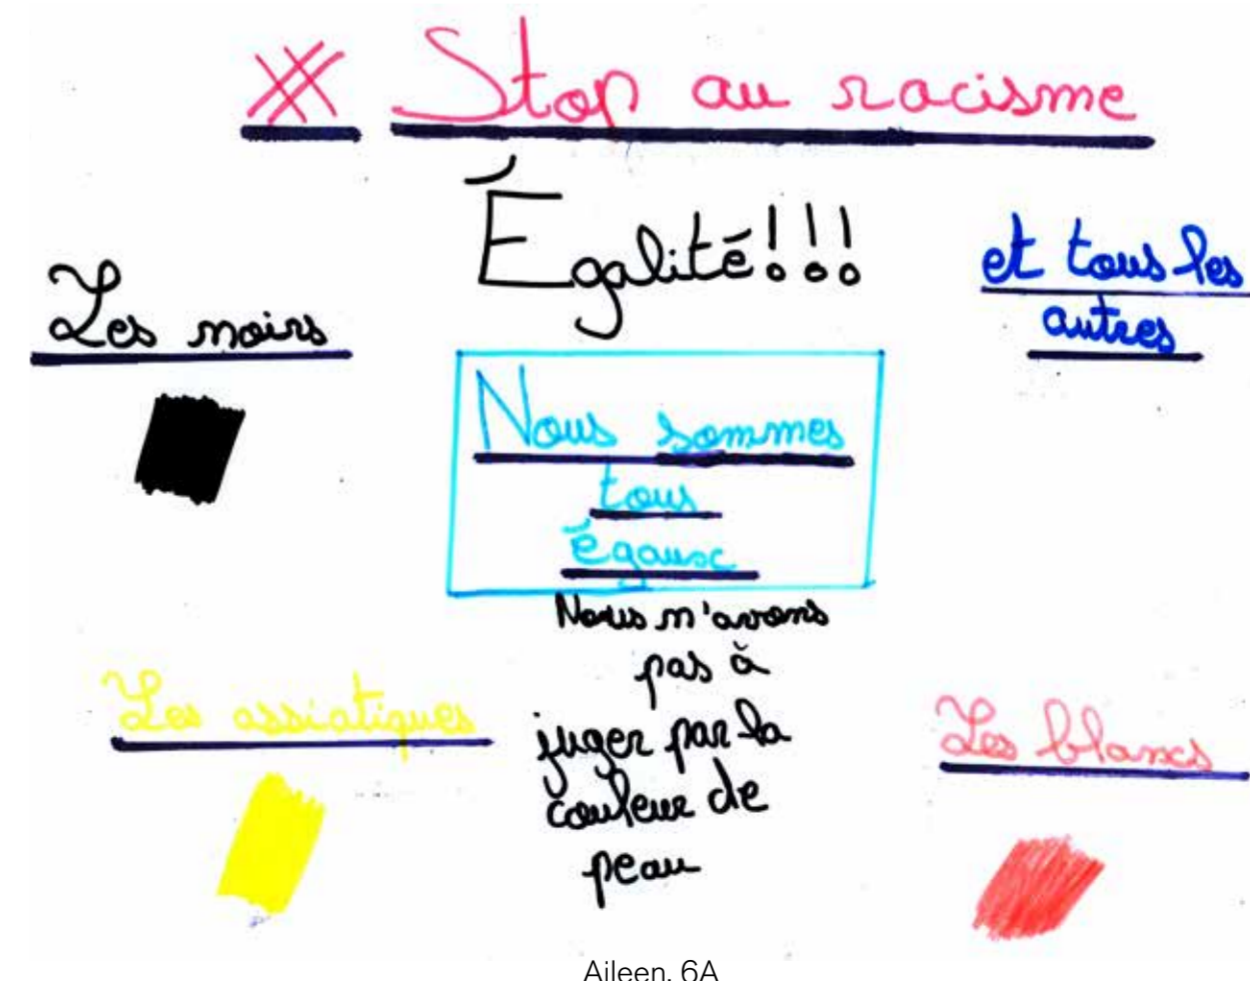 # Stop au racisme
Égalité!!!
et tous les
autres
Les noirs
Nous sommes
tous
égaux
Nous n'avons
pas à
juger par la
couleur de
peau
Les assiatiques
Les blancs
Aileen, 6A